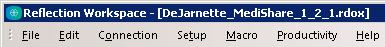 Reflection Workspace - [DeJarnette_MediShare_1_2_1.rdox]
File Edit Connection Setup Macro Productivity Help